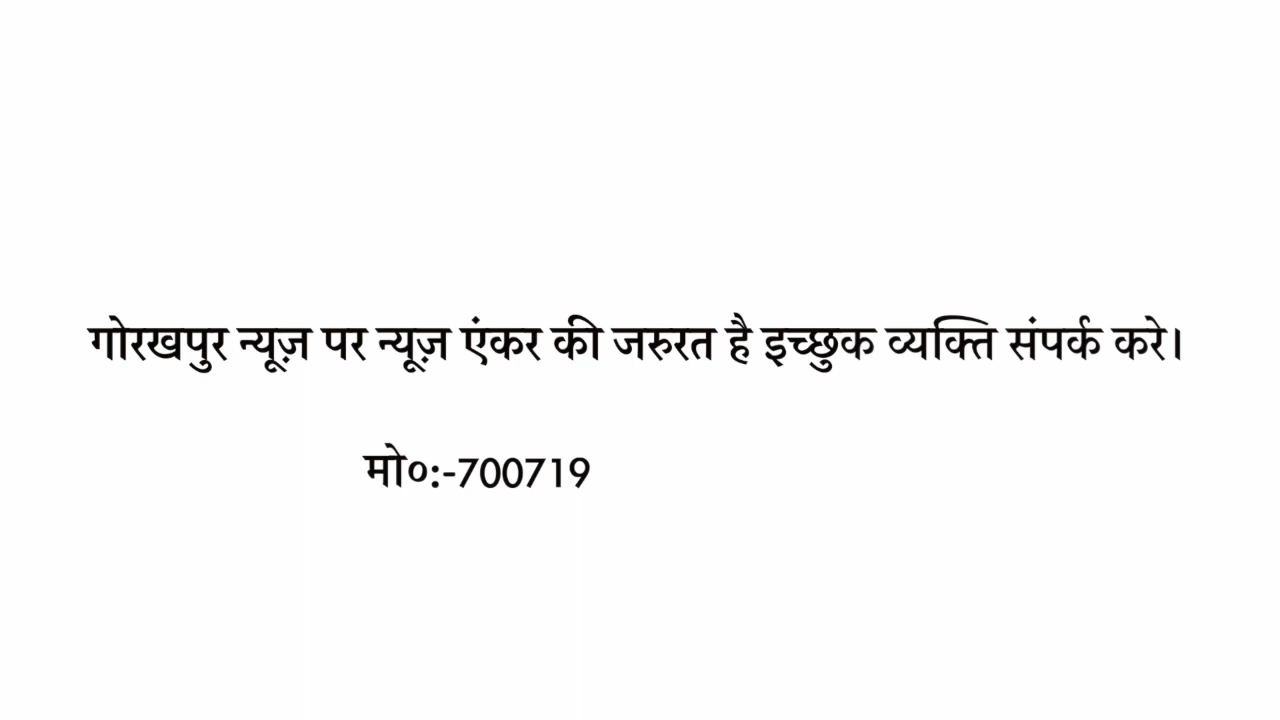 गोरखपुर न्यूज़ पर न्यूज़ एंकर की जरुरत है इच्छुक व्यक्ति संपर्क करे।
मो०:-700719